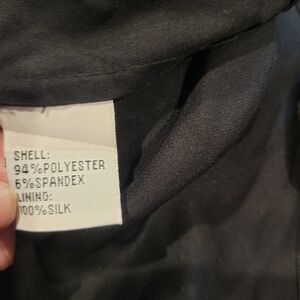 SHELL:
94%POLYESTER
6%SPANDEX
LINING:
100%SILK